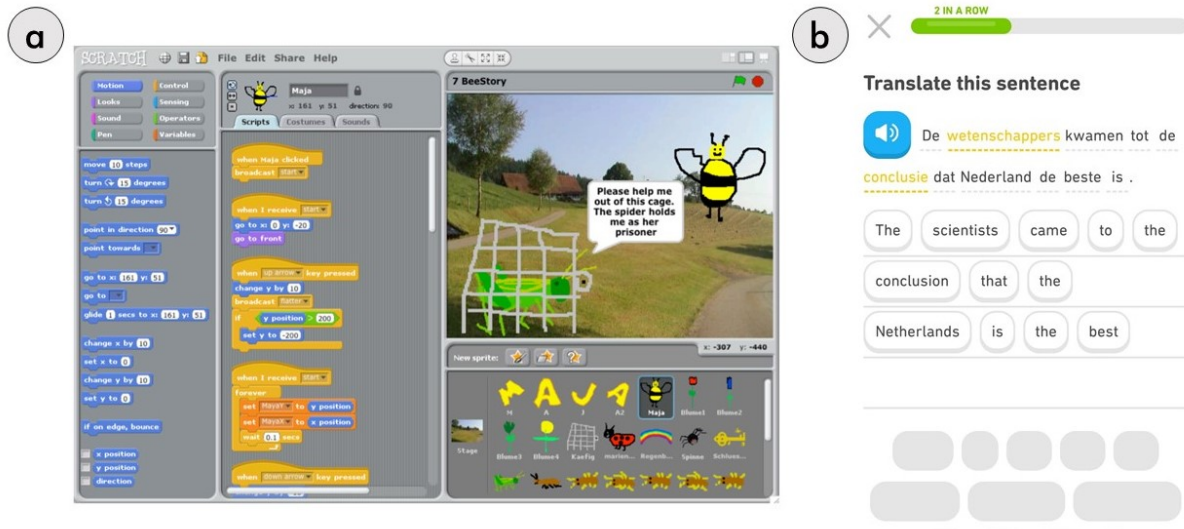 a
SCRATCH File Edit Share Help
Motion Control
Looks Sensing
Sound Operators
Pen Variables
move 10 steps
turn 15 degrees
turn 15 degrees
point in direction 90
point towards
go to x: 161 y: 51
go to
glide 1 secs to x: 161 y: 51
change x by 10
set x to 0
change y by 10
set y to 0
if on edge, bounce
x position
y position
direction
Maja
x: 161 y: 51 direction: 90
Scripts Costumes Sounds
when Maja clicked
broadcast start
when I receive start
go to x: 0 y: -20
go to front
when up arrow key pressed
change y by 10
broadcast flatter
if y position > 200
set y to -200
when I receive start
forever
set MayaY to y position
set MayaX to x position
wait 0.1 secs
when down arrow key pressed
change y by -10
7 BeeStory
Please help me
out of this cage.
The spider holds
me as her
prisoner
x: -307 y: -440
New sprite:
Stage
M A J A2 Maja Blume1 Blume2
Blume3 Blume4 Kaefig marien... Regenb... Spinne Schloss...
b
2 IN A ROW
Translate this sentence
De wetenschappers kwamen tot de
conclusie dat Nederland de beste is .
The scientists came to the
conclusion that the
Netherlands is the best